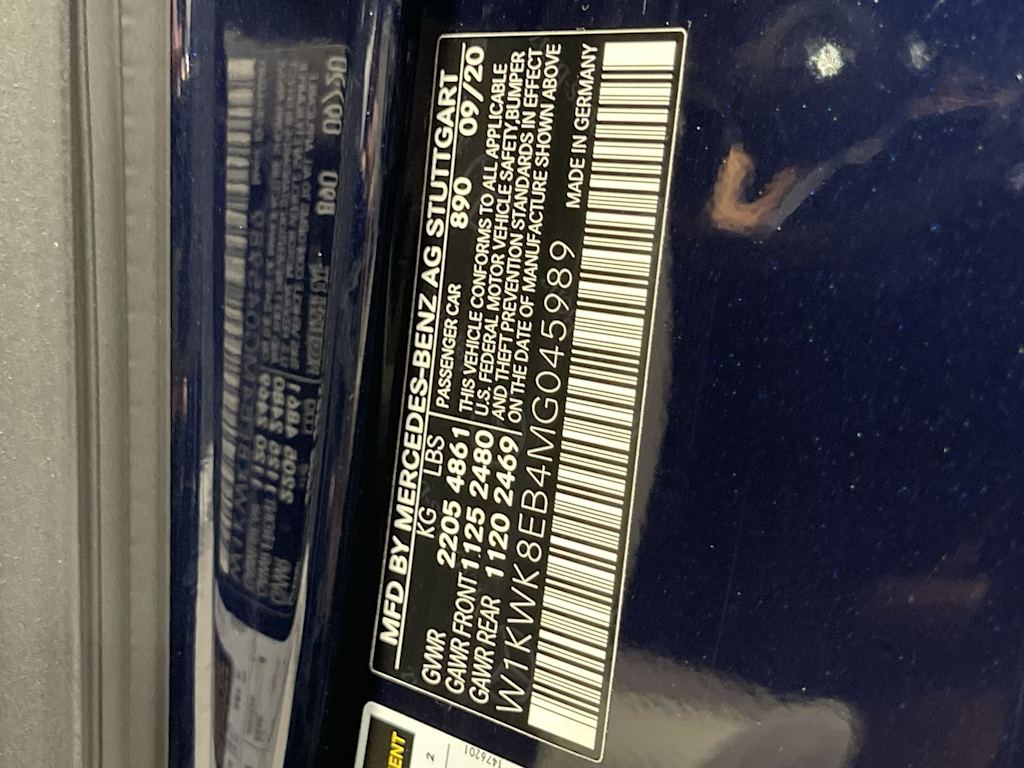 MFD BY MERCEDES-BENZ AG STUTTGART
KG LBS
GVWR 2205 4861
GAWR FRONT 1125 2480
GAWR REAR 1120 2469
PASSENGER CAR 890 09/20
THIS VEHICLE CONFORMS TO ALL APPLICABLE
U.S. FEDERAL MOTOR VEHICLE SAFETY, BUMPER
AND THEFT PREVENTION STANDARDS IN EFFECT
ON THE DATE OF MANUFACTURE SHOWN ABOVE
W1KWK8EB4MG045989
MADE IN GERMANY
2
1476201